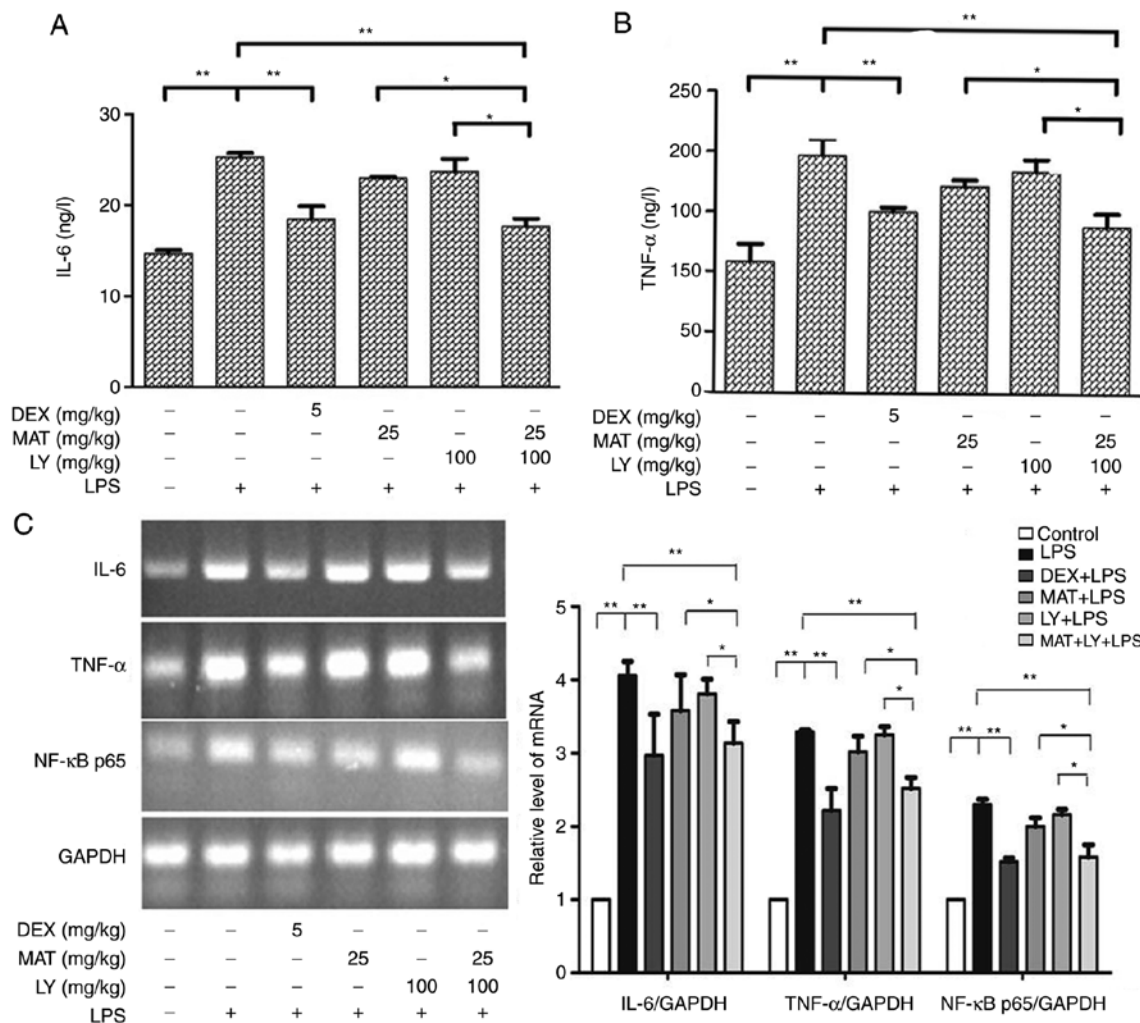 A
**
** **
*
*
30
20
10
0
IL-6 (ng/l)
DEX (mg/kg) – – 5 – – –
MAT (mg/kg) – – – 25 – 25
LY (mg/kg) – – – – 100 100
LPS – + + + + +
B
**
** **
*
*
250
200
100
150
50
0
TNF-α (ng/l)
DEX (mg/kg) – – 5 – – –
MAT (mg/kg) – – – 25 – 25
LY (mg/kg) – – – – 100 100
LPS – + + + + +
C
IL-6
TNF-α
NF-κB p65
GAPDH
DEX (mg/kg) – – 5 – – –
MAT (mg/kg) – – – 25 – 25
LY (mg/kg) – – – – 100 100
LPS – + + + + +
Control
LPS
DEX+LPS
MAT+LPS
LY+LPS
MAT+LY+LPS
**
** ** *
*
**
** ** *
*
**
** ** *
*
5
4
3
2
1
0
Relative level of mRNA
IL-6/GAPDH TNF-α/GAPDH NF-κB p65/GAPDH